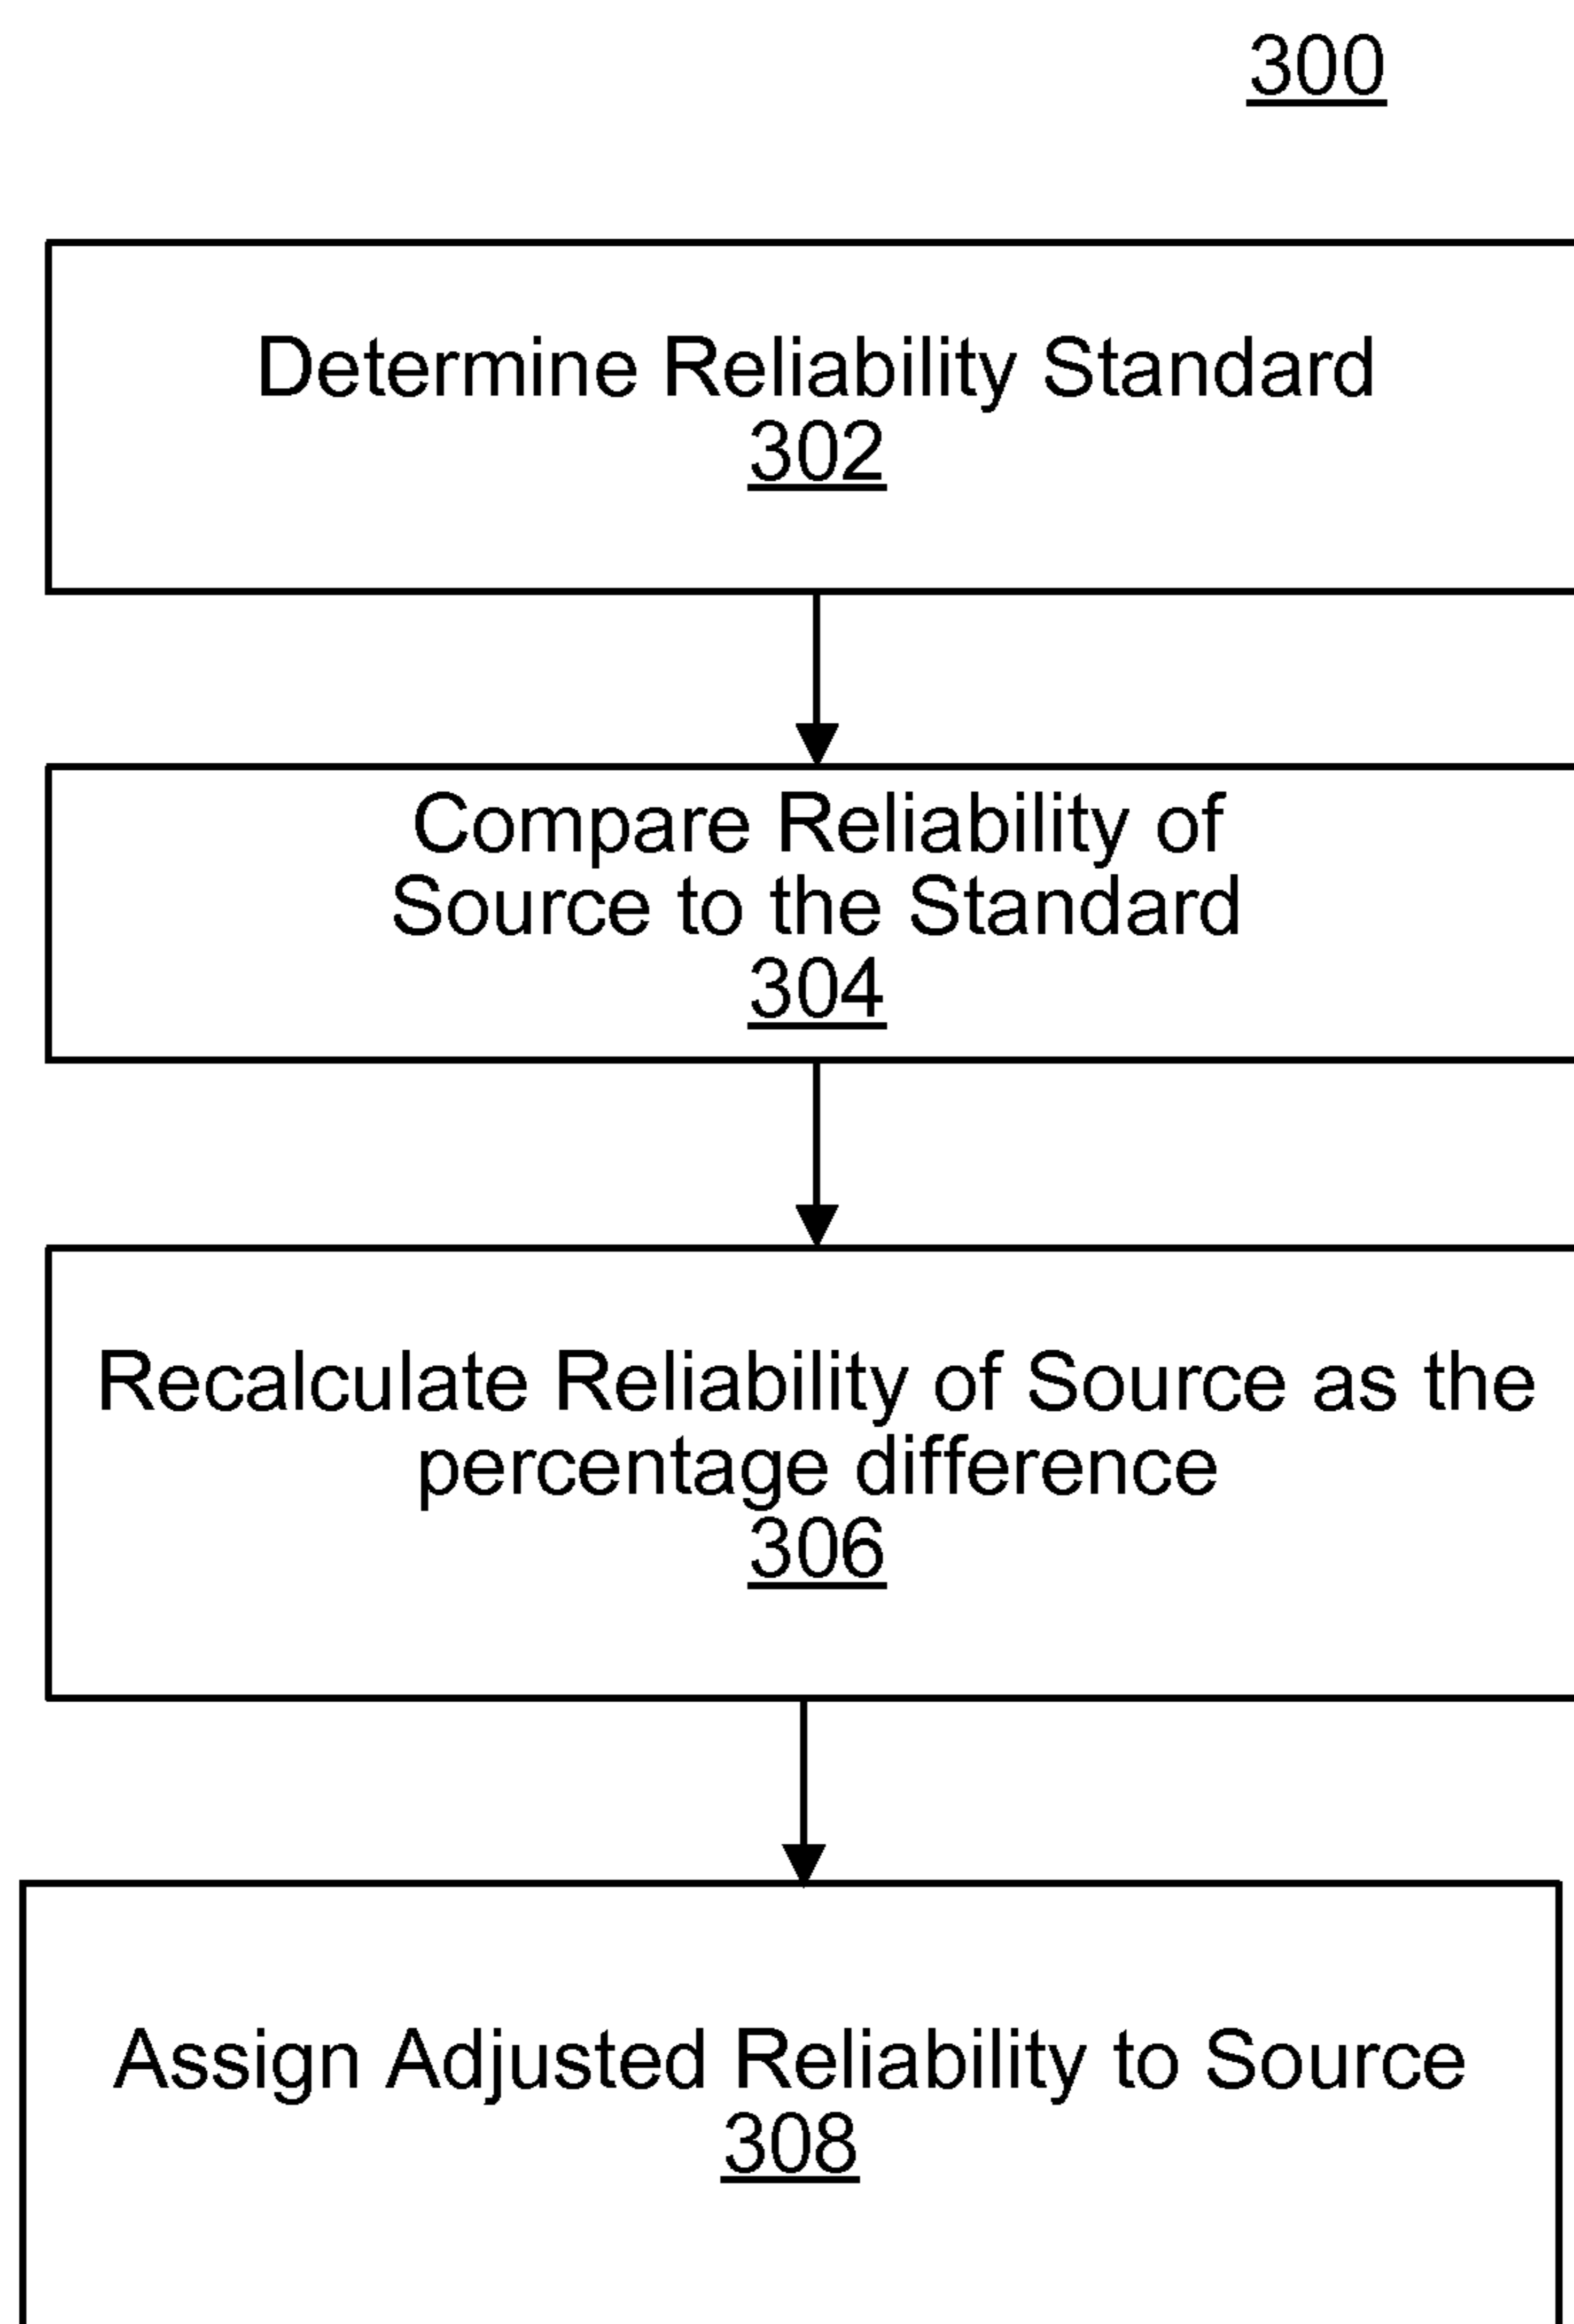 300
Determine Reliability Standard
302
Compare Reliability of
Source to the Standard
304
Recalculate Reliability of Source as the
percentage difference
306
Assign Adjusted Reliability to Source
308